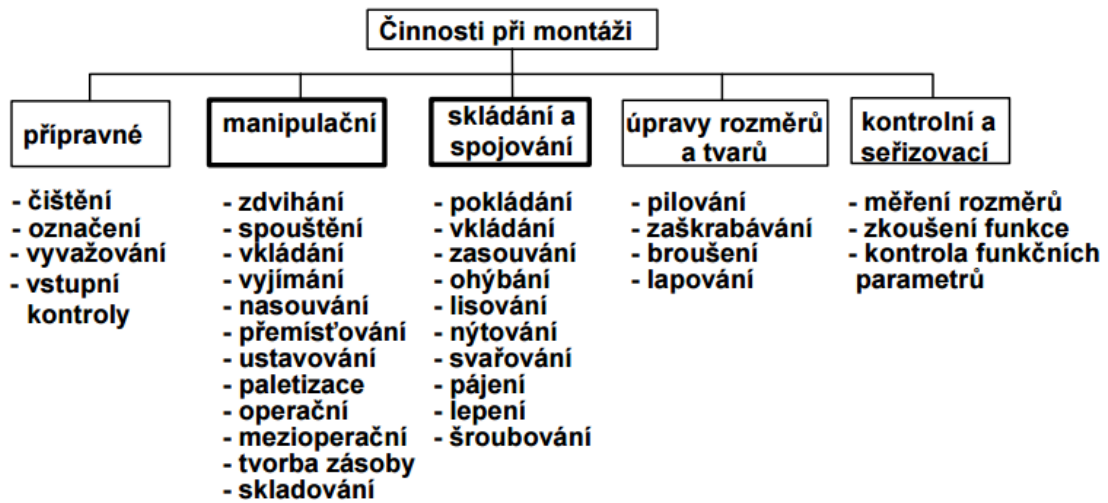 Činnosti při montáži
přípravné
- čištění
- označení
- vyvažování
- vstupní
kontroly
manipulační
- zdvihání
- spouštění
- vkládání
- vyjímání
- nasouvání
- přemísťování
- ustavování
- paletizace
- operační
- mezioperační
- tvorba zásoby
- skladování
skládání a
spojování
- pokládání
- vkládání
- zasouvání
- ohýbání
- lisování
- nýtování
- svařování
- pájení
- lepení
- šroubování
úpravy rozměrů
a tvarů
- pilování
- zaškrabávání
- broušení
- lapování
kontrolní a
seřizovací
- měření rozměrů
- zkoušení funkce
- kontrola funkčních
parametrů